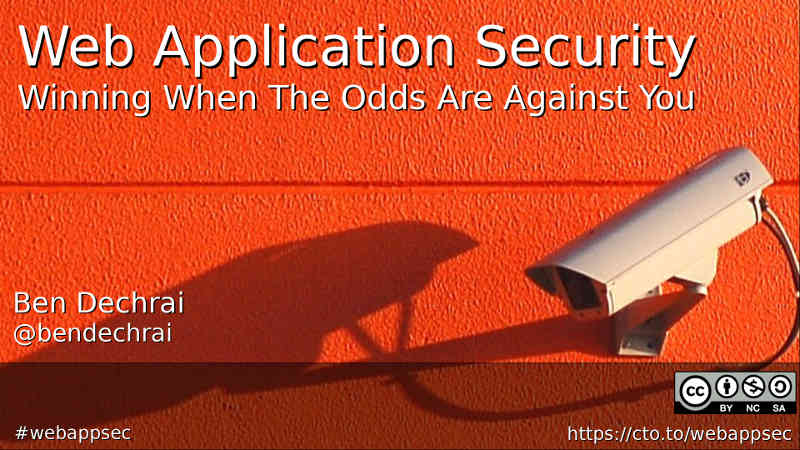 Web Application Security
Winning When The Odds Are Against You
Ben Dechrai
@bendechrai
cc
BY NC SA
#webappsec
https://cto.to/webappsec